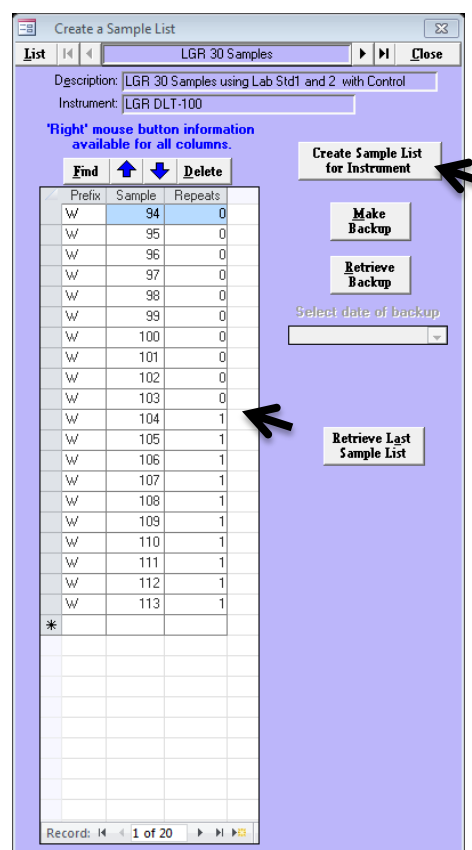 Create a Sample List
List LGR 30 Samples Close
Description: LGR 30 Samples using Lab Std1 and 2 with Control
Instrument: LGR DLT-100
'Right' mouse button information
available for all columns.
Find Delete
Create Sample List
for Instrument
Make
Backup
Retrieve
Backup
Select date of backup
Retrieve Last
Sample List
Prefix Sample Repeats
W 94 0
W 95 0
W 96 0
W 97 0
W 98 0
W 99 0
W 100 0
W 101 0
W 102 0
W 103 0
W 104 1
W 105 1
W 106 1
W 107 1
W 108 1
W 109 1
W 110 1
W 111 1
W 112 1
W 113 1
Record: 1 of 20